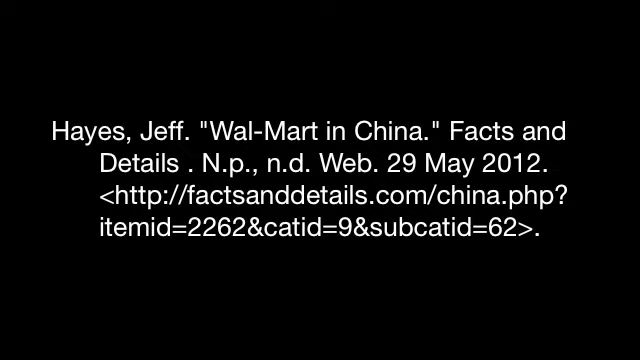 Hayes, Jeff. "Wal-Mart in China." Facts and
Details . N.p., n.d. Web. 29 May 2012.
<http://factsanddetails.com/china.php?
itemid=2262&catid=9&subcatid=62>.